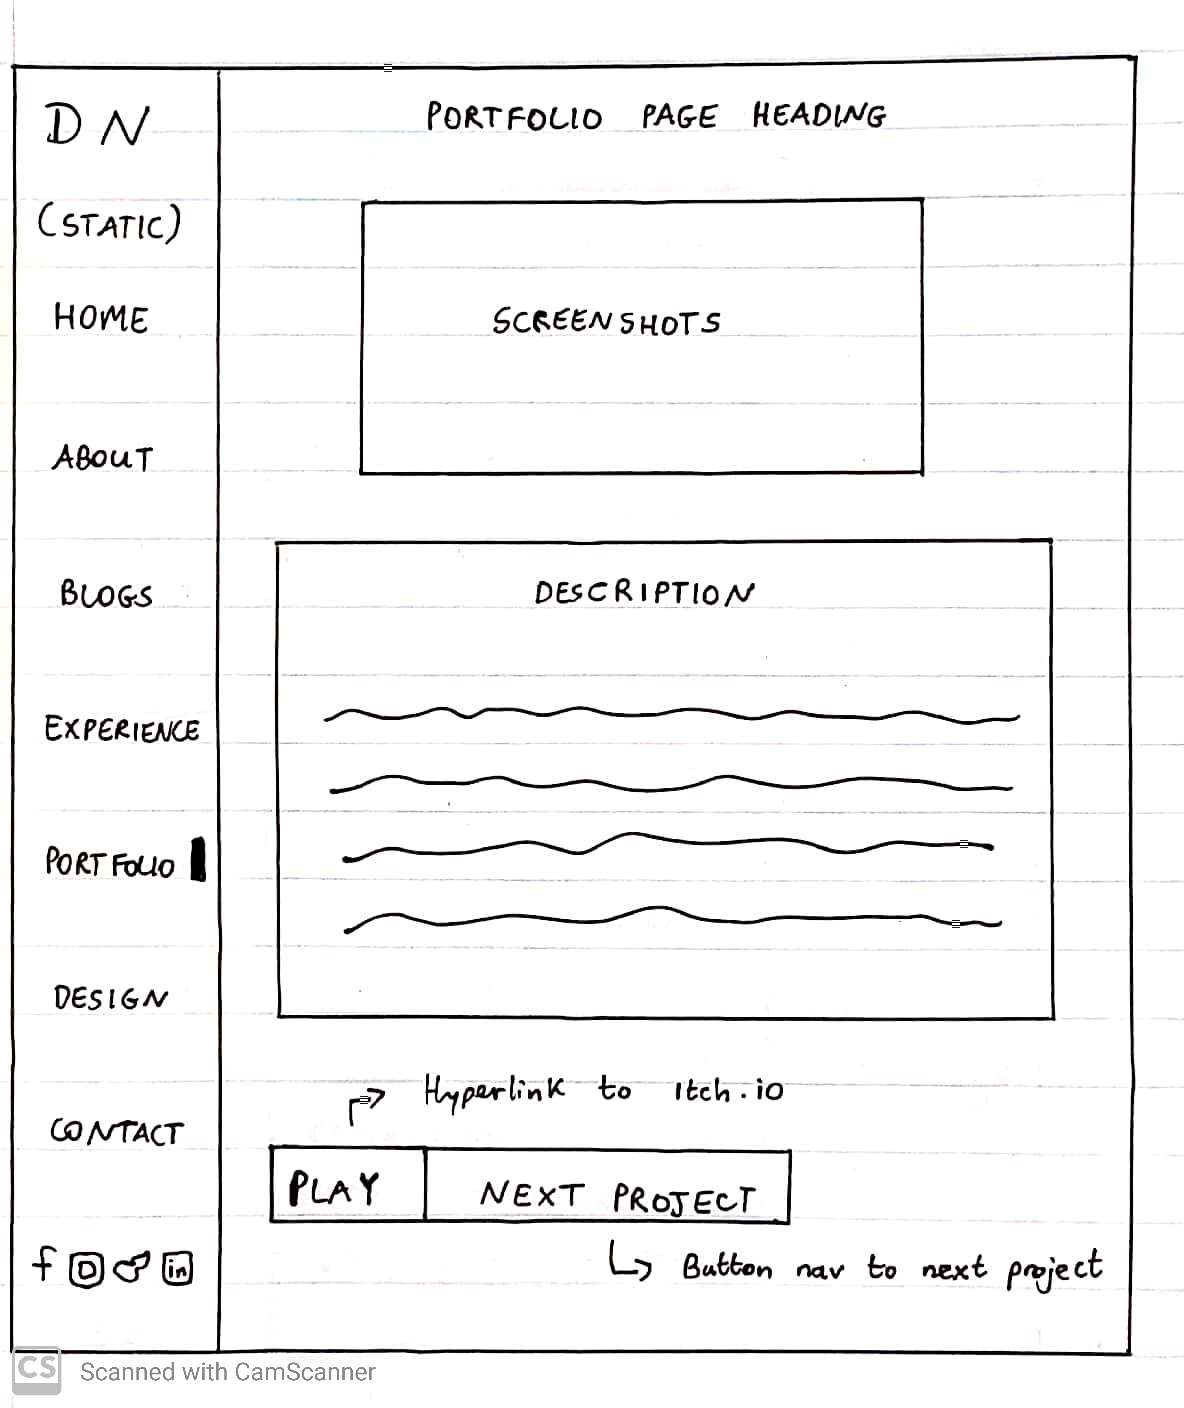 DN
(STATIC)
HOME
ABOUT
BLOGS
EXPERIENCE
PORTFOLIO
DESIGN
CONTACT
f in
PORTFOLIO PAGE HEADING
SCREENSHOTS
DESCRIPTION
Hyperlink to Itch.io
PLAY NEXT PROJECT
Button nav to next project
CS Scanned with CamScanner